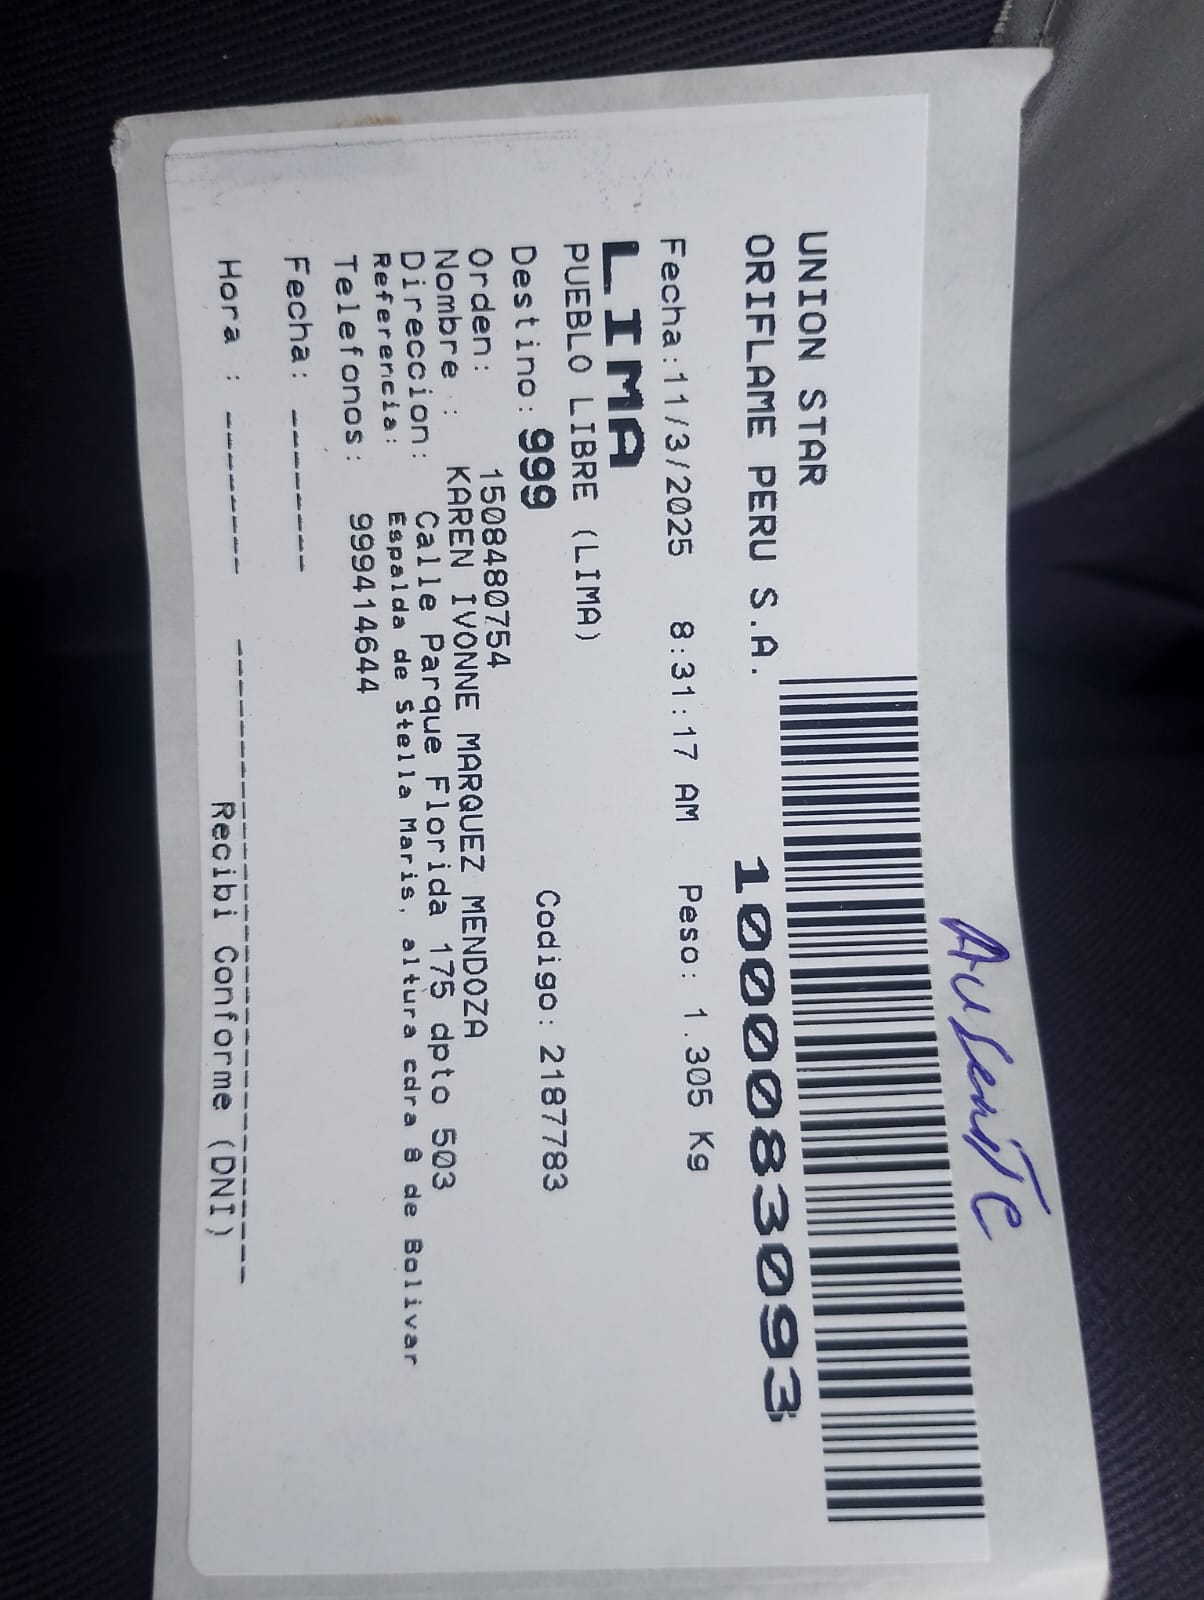 Ausente
UNION STAR
ORIFLAME PERU S.A. 1000083093
Fecha:11/3/2025 8:31:17 AM Peso: 1.305 Kg
LIMA
PUEBLO LIBRE (LIMA)
Destino: 999 Codigo: 2187783
Orden: 1508480754
Nombre : KAREN IVONNE MARQUEZ MENDOZA
Direccion: Calle Parque Florida 175 dpto 503
Referencia: Espalda de Stella Maris, altura cdra 8 de Bolivar
Telefonos: 999414644
Fecha: ------
Hora : ------- ----------------------------
Recibi Conforme (DNI)